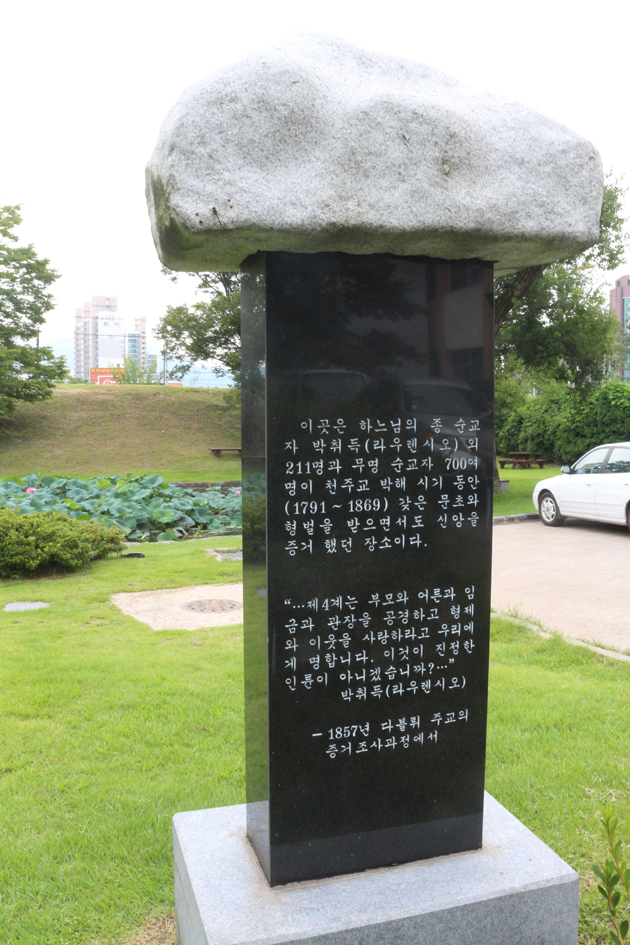 이곳은 하느님의 종 순교
자 박취득(라우렌시오) 외
211명과 무명 순교자 700여
명이 천주교 박해 시기 동안
(1791 ~ 1869) 갖은 문초와
형벌을 받으면서도 신앙을
증거 했던 장소이다.
“...제4계는 부모와 어른과 임
금과 관장을 공경하고 형제
와 이웃을 사랑하라고 우리에
게 명합니다. 이것이 진정한
인륜이 아니겠습니까?...”
박취득(라우렌시오)
- 1857년 다블뤼 주교의
증거조사과정에서